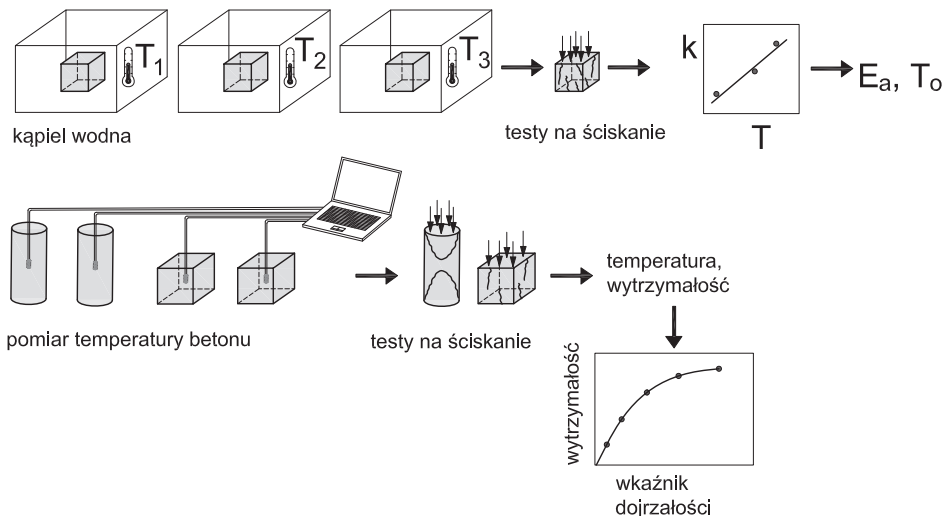 T1
T2
T3
kąpiel wodna
testy na ściskanie
k
T
Ea, To
pomiar temperatury betonu
testy na ściskanie
temperatura,
wytrzymałość
wytrzymałość
wkaźnik
dojrzałości